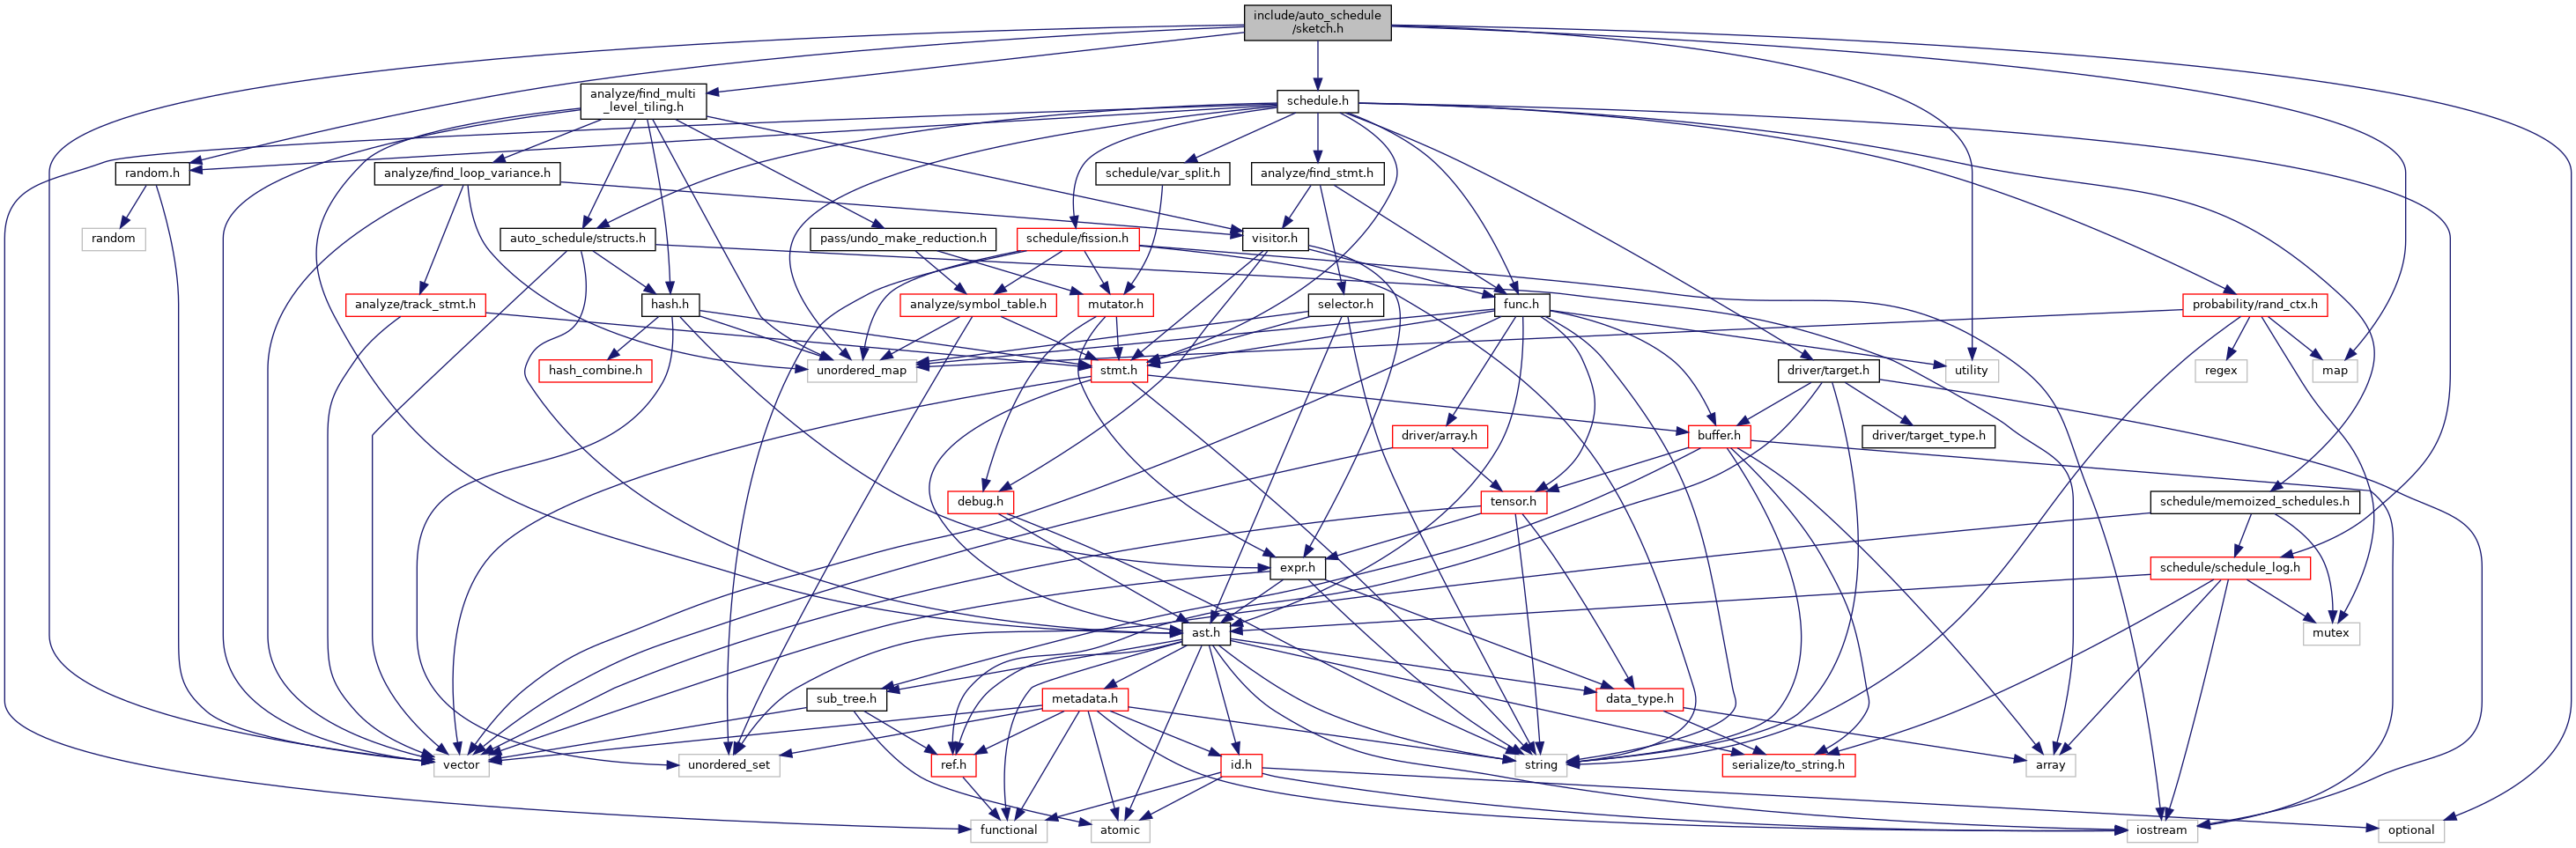 include/auto_schedule
/sketch.h
analyze/find_multi
_level_tiling.h
schedule.h
random.h
analyze/find_loop_variance.h
schedule/var_split.h
analyze/find_stmt.h
random
auto_schedule/structs.h
pass/undo_make_reduction.h
schedule/fission.h
visitor.h
analyze/track_stmt.h
hash.h
analyze/symbol_table.h
mutator.h
selector.h
func.h
probability/rand_ctx.h
hash_combine.h
unordered_map
stmt.h
driver/target.h
utility
regex
map
driver/array.h
buffer.h
driver/target_type.h
debug.h
tensor.h
schedule/memoized_schedules.h
expr.h
schedule/schedule_log.h
ast.h
mutex
sub_tree.h
metadata.h
data_type.h
vector
unordered_set
ref.h
id.h
string
serialize/to_string.h
array
functional
atomic
iostream
optional